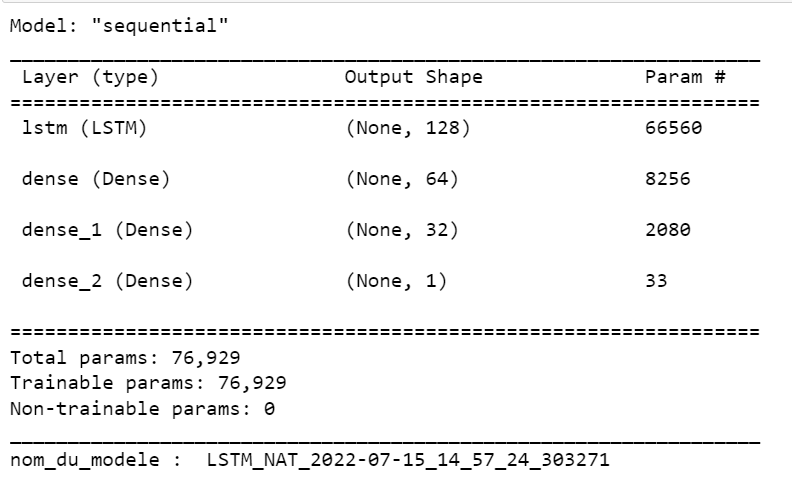 Model: "sequential"
Layer (type) Output Shape Param #
lstm (LSTM) (None, 128) 66560
dense (Dense) (None, 64) 8256
dense_1 (Dense) (None, 32) 2080
dense_2 (Dense) (None, 1) 33
Total params: 76,929
Trainable params: 76,929
Non-trainable params: 0
nom_du_modele : LSTM_NAT_2022-07-15_14_57_24_303271